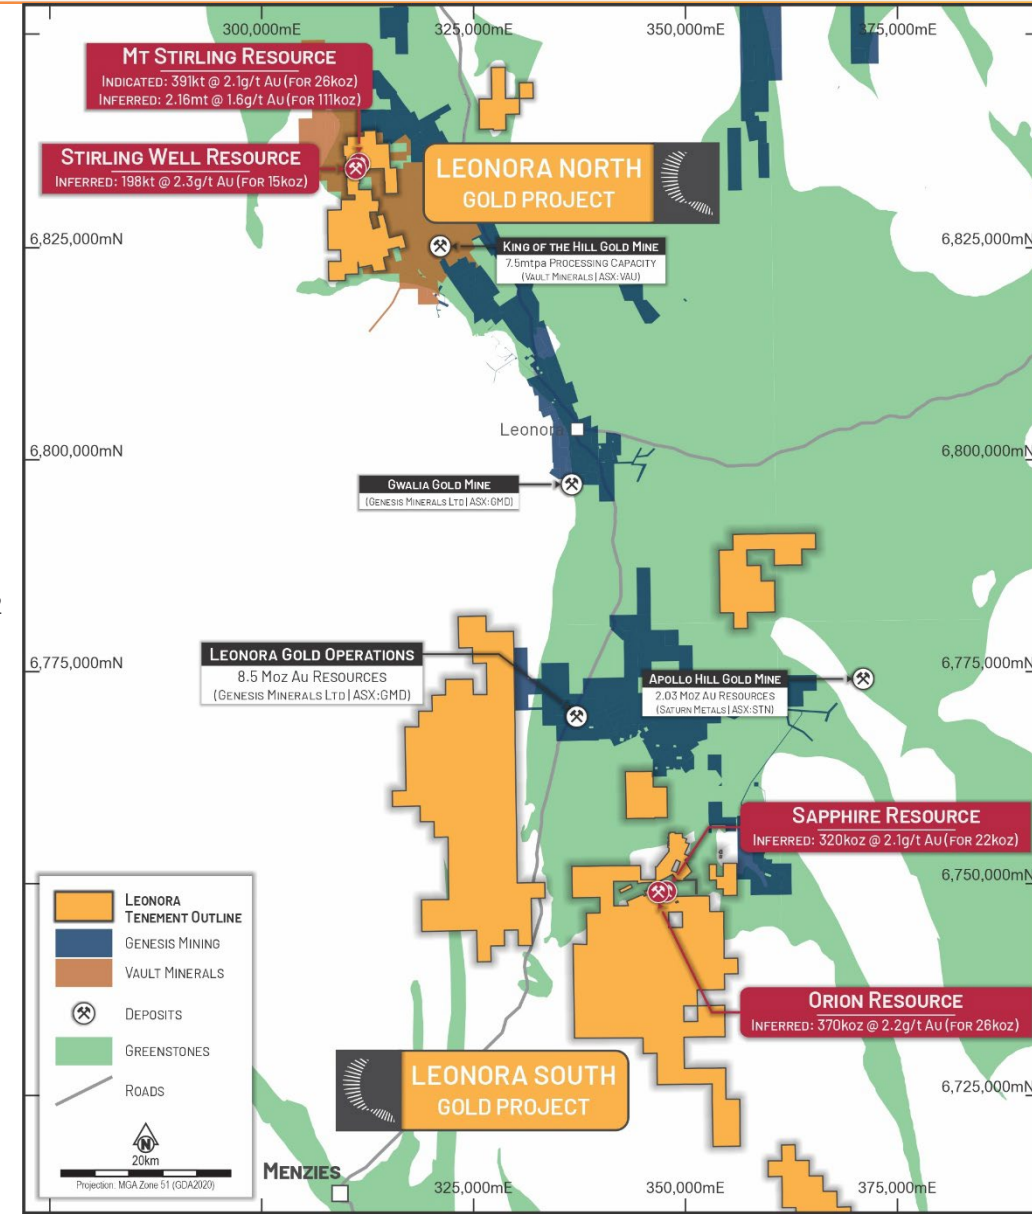 300,000mE
325,000mE
350,000mE
375,000mE
MT STIRLING RESOURCE
INDICATED: 391KT @ 2.1G/T AU (FOR 26KOZ)
INFERRED: 2.16MT @ 1.6G/T AU (FOR 111KOZ)
STIRLING WELL RESOURCE
INFERRED: 198KT @ 2.3G/T AU (FOR 15KOZ)
LEONORA NORTH
GOLD PROJECT
6,825,000mN
6,825,000mN
KING OF THE HILL GOLD MINE
7.5MTPA PROCESSING CAPACITY
(VAULT MINERALS | ASX:VAU)
Leonora
6,800,000mN
6,800,000mN
GWALIA GOLD MINE
(GENESIS MINERALS LTD | ASX:GMD)
LEONORA GOLD OPERATIONS
8.5 MOZ AU RESOURCES
(GENESIS MINERALS LTD | ASX:GMD)
6,775,000mN
6,775,000mN
APOLLO HILL GOLD MINE
2.03 MOZ AU RESOURCES
(SATURN METALS | ASX:STN)
SAPPHIRE RESOURCE
INFERRED: 320KOZ @ 2.1G/T AU (FOR 22KOZ)
6,750,000mN
ORION RESOURCE
INFERRED: 370KOZ @ 2.2G/T AU (FOR 26KOZ)
LEONORA
TENEMENT OUTLINE
GENESIS MINING
VAULT MINERALS
DEPOSITS
GREENSTONES
ROADS
N
20km
Projection: MGA Zone 51 (GDA2020)
LEONORA SOUTH
GOLD PROJECT
6,725,000mN
MENZIES
325,000mE
350,000mE
375,000mE